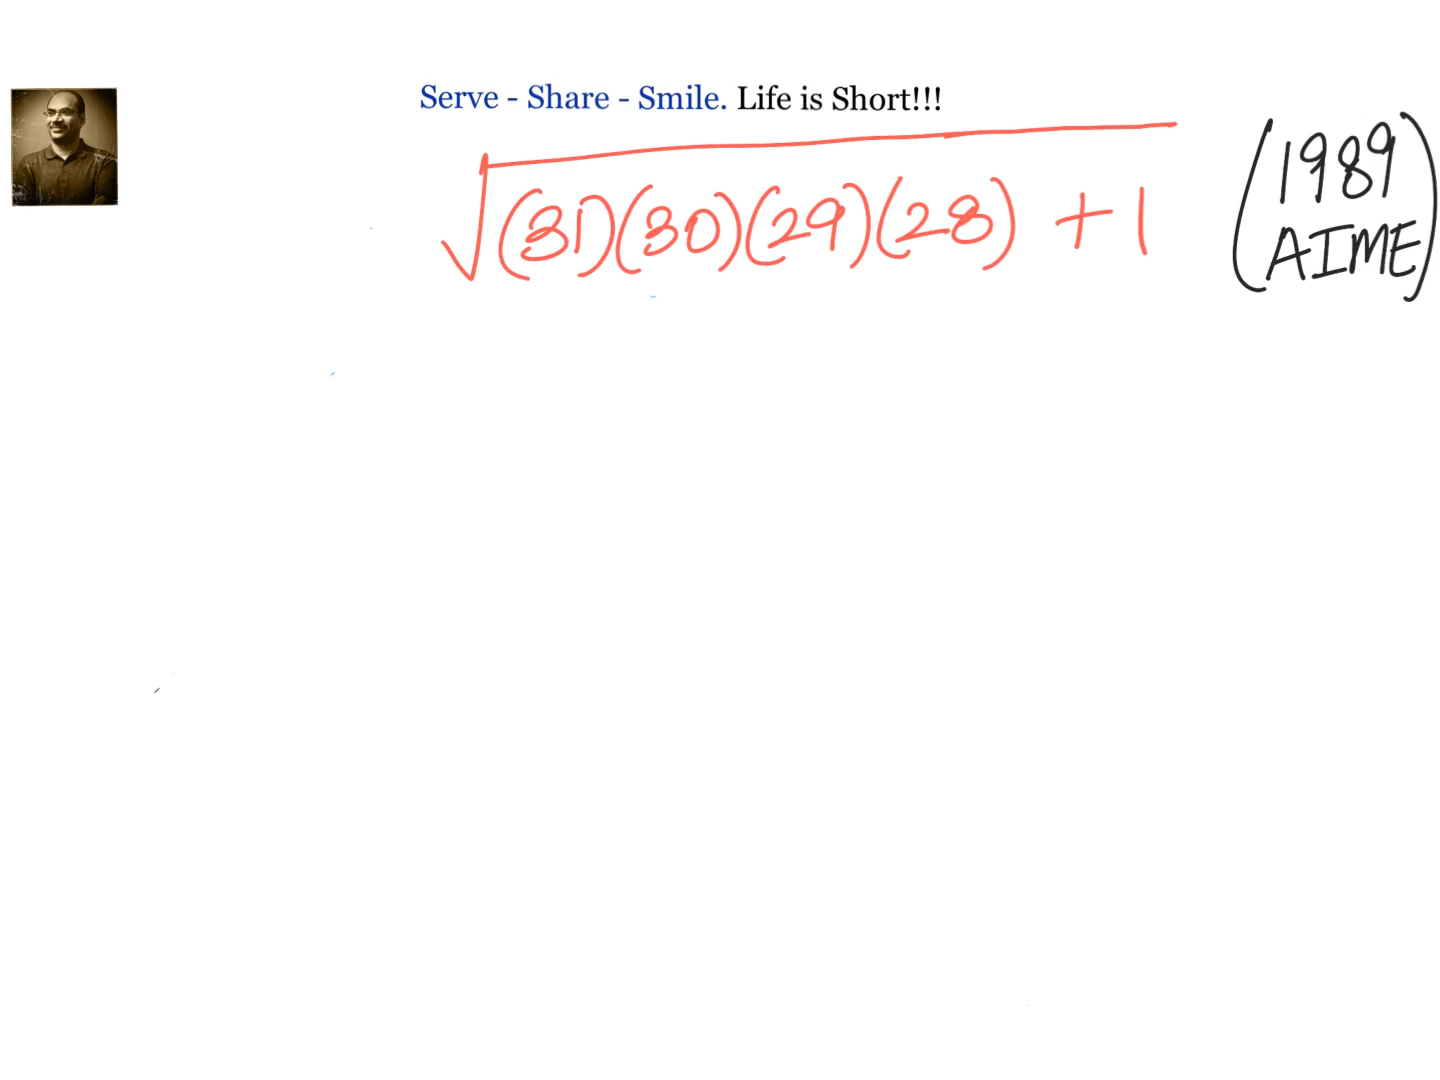 Serve - Share - Smile. Life is Short!!!
√(31)(30)(29)(28) + 1
(1989
AIME)